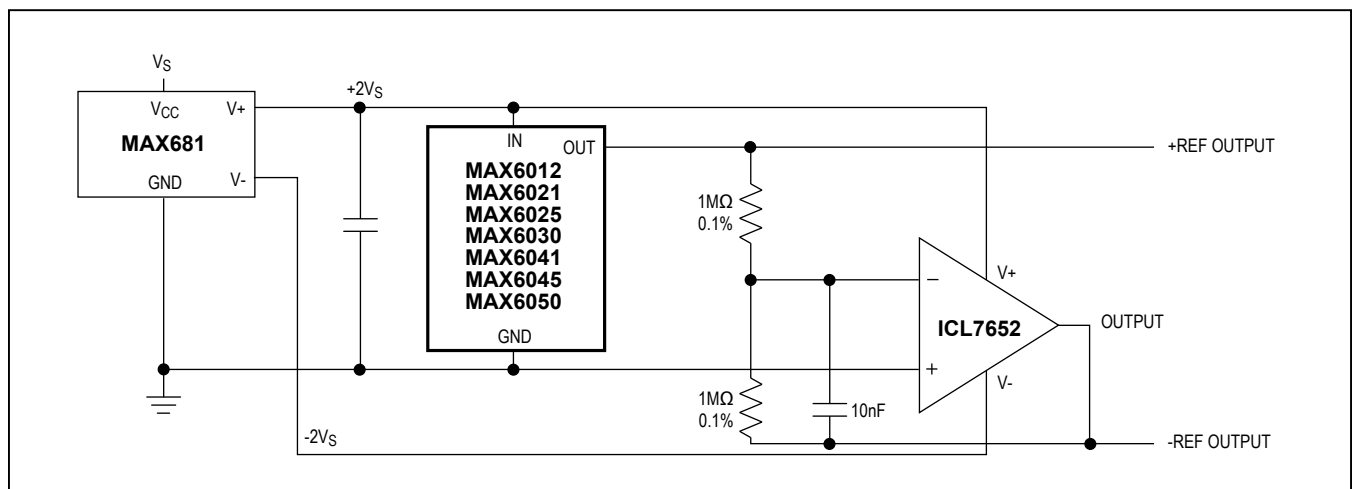 VS
+2VS
VCC
V+
MAX681
GND
V-
IN
OUT
MAX6012
MAX6021
MAX6025
MAX6030
MAX6041
MAX6045
MAX6050
GND
+REF OUTPUT
1MΩ
0.1%
−
V+
ICL7652
OUTPUT
+
V-
1MΩ
0.1%
10nF
-2VS
-REF OUTPUT